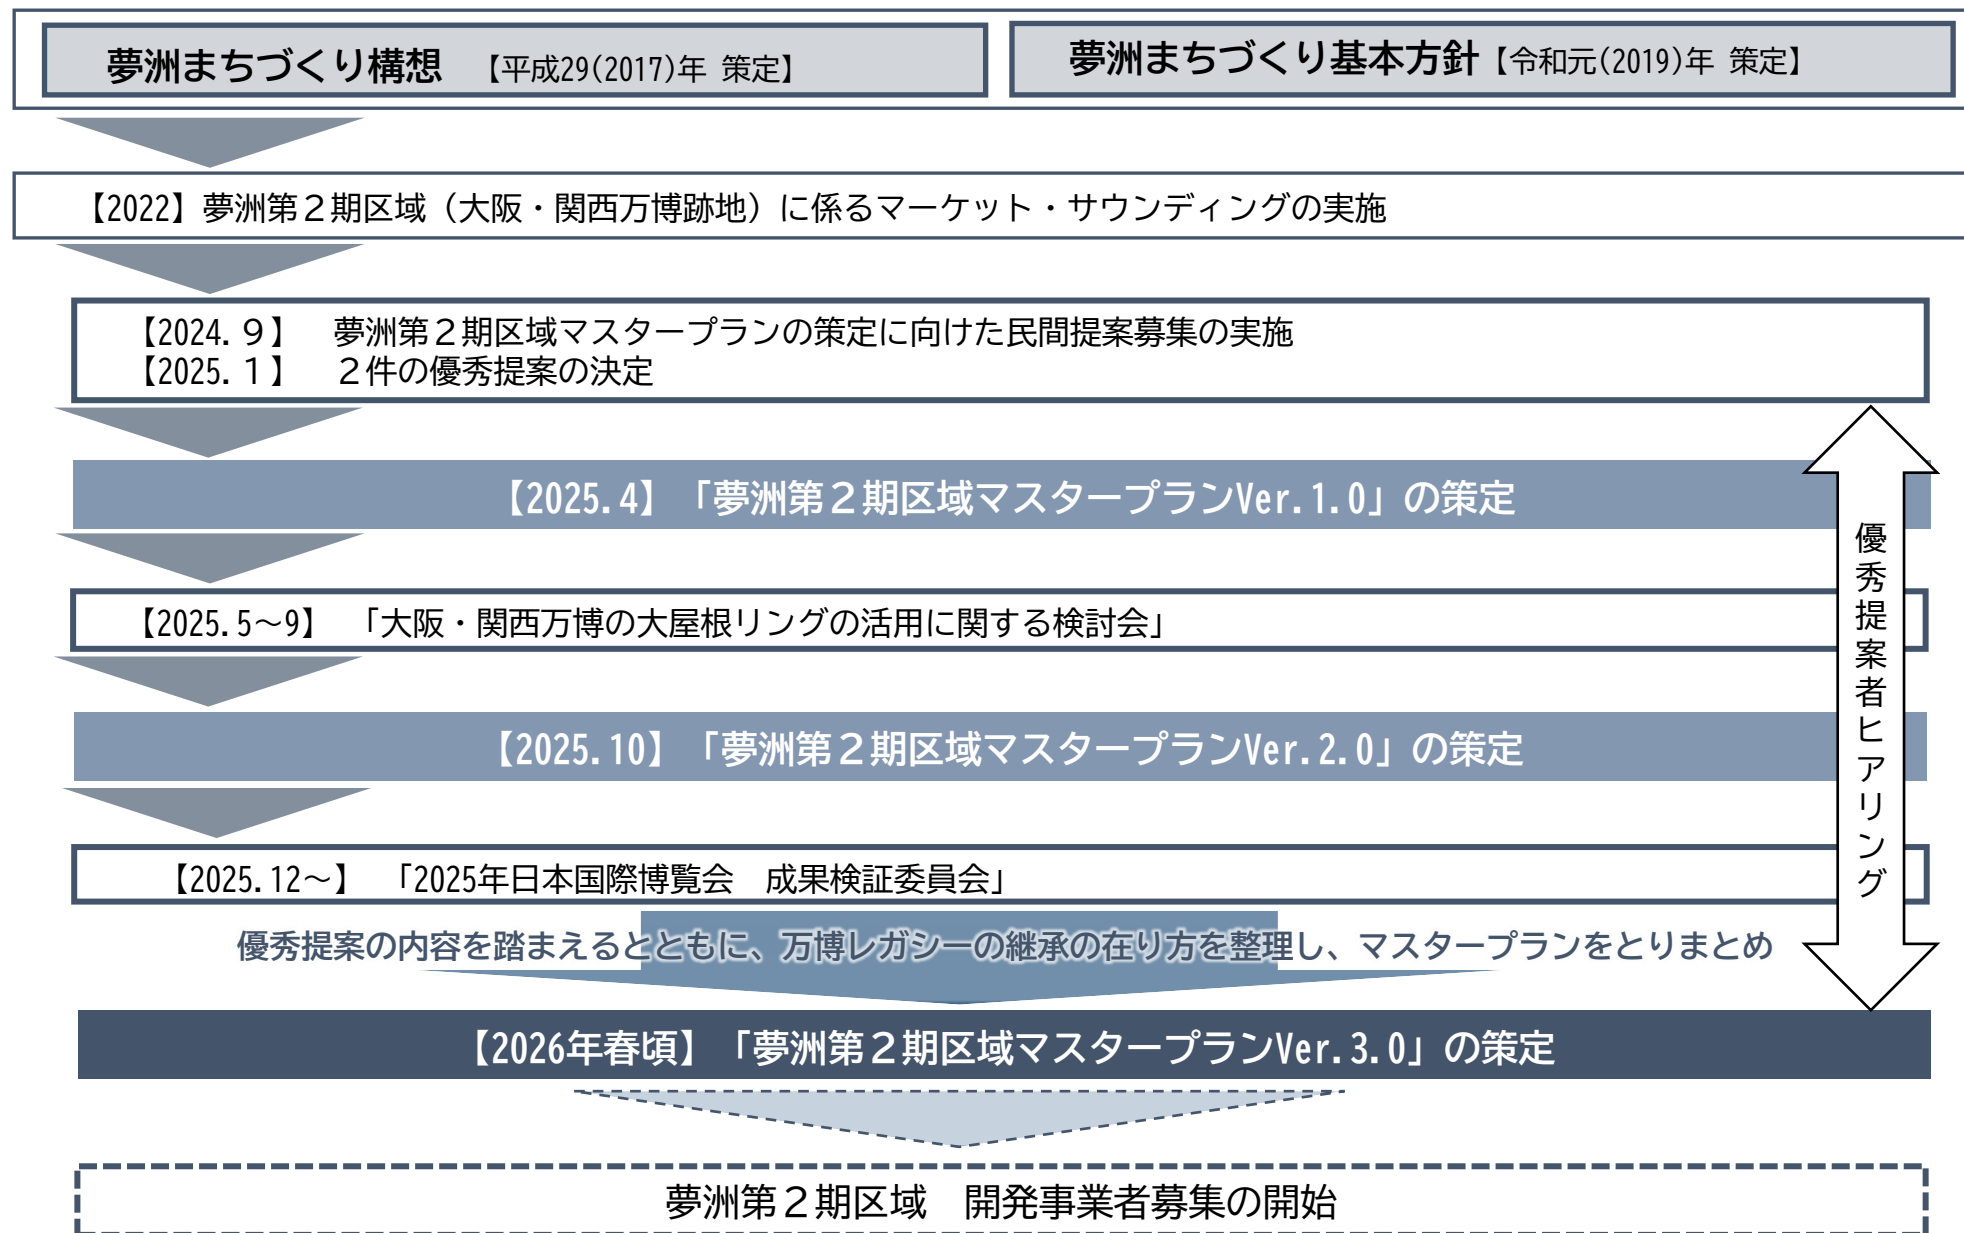 夢洲まちづくり構想 【平成29(2017)年 策定】
夢洲まちづくり基本方針【令和元(2019)年 策定】
【2022】夢洲第２期区域（大阪・関西万博跡地）に係るマーケット・サウンディングの実施
【2024.９】 夢洲第２期区域マスタープランの策定に向けた民間提案募集の実施
【2025.１】 ２件の優秀提案の決定
【2025.4】「夢洲第２期区域マスタープランVer.1.0」の策定
【2025.5～9】 「大阪・関西万博の大屋根リングの活用に関する検討会」
【2025.10】「夢洲第２期区域マスタープランVer.2.0」の策定
【2025.12～】 「2025年日本国際博覧会　成果検証委員会」
優秀提案者ヒアリング
優秀提案の内容を踏まえるとともに、万博レガシーの継承の在り方を整理し、マスタープランをとりまとめ
【2026年春頃】「夢洲第２期区域マスタープランVer.3.0」の策定
夢洲第２期区域　開発事業者募集の開始